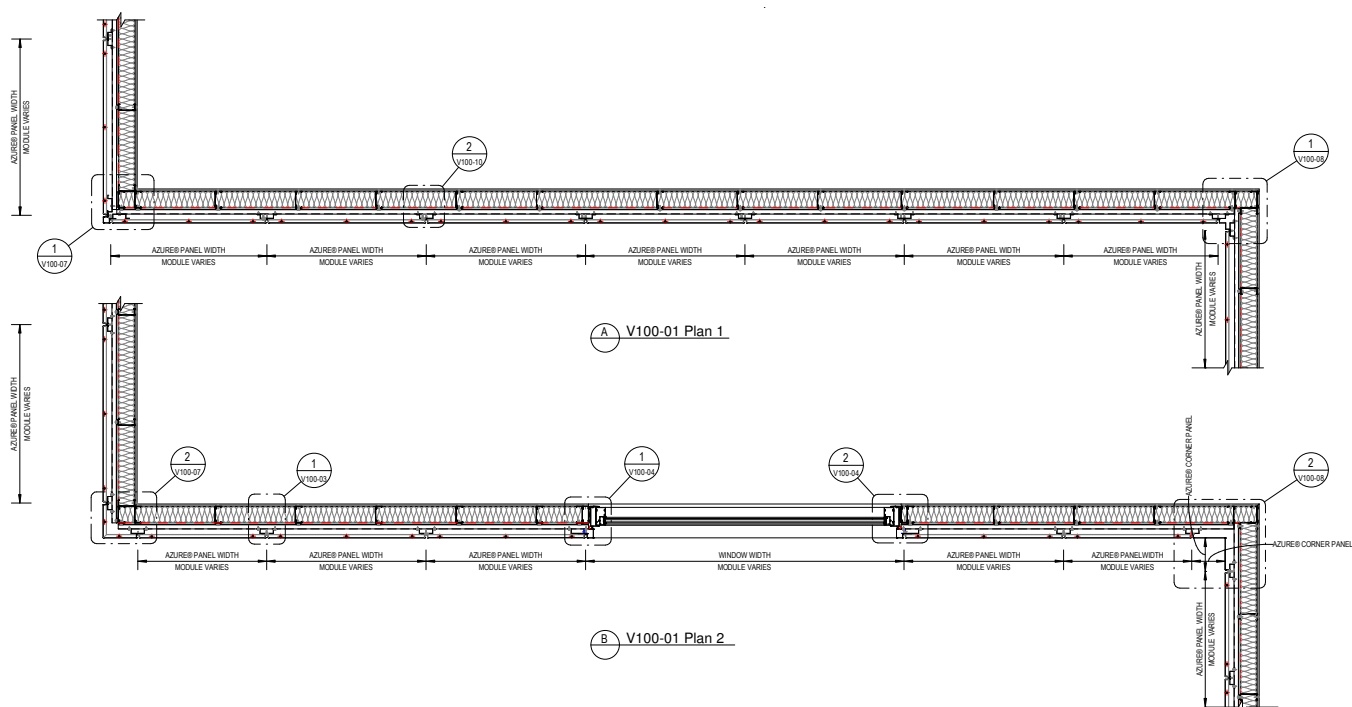 AZURE® PANEL WIDTH
MODULE VARIES
2
V100-10
1
V100-08
1
V100-07
AZURE® PANEL WIDTH
MODULE VARIES
AZURE® PANEL WIDTH
MODULE VARIES
AZURE® PANEL WIDTH
MODULE VARIES
AZURE® PANEL WIDTH
MODULE VARIES
AZURE® PANEL WIDTH
MODULE VARIES
AZURE® PANEL WIDTH
MODULE VARIES
AZURE® PANEL WIDTH
MODULE VARIES
AZURE® PANEL WIDTH
MODULE VARIES
A V100-01 Plan 1
AZURE® PANEL WIDTH
MODULE VARIES
2
V100-07
1
V100-03
1
V100-04
2
V100-04
AZURE® CORNER PANEL
2
V100-08
AZURE® CORNER PANEL
AZURE® PANEL WIDTH
MODULE VARIES
AZURE® PANEL WIDTH
MODULE VARIES
AZURE® PANEL WIDTH
MODULE VARIES
WINDOW WIDTH
MODULE VARIES
AZURE® PANEL WIDTH
MODULE VARIES
AZURE® PANELWIDTH
MODULE VARIES
AZURE® PANEL WIDTH
MODULE VARIES
B V100-01 Plan 2